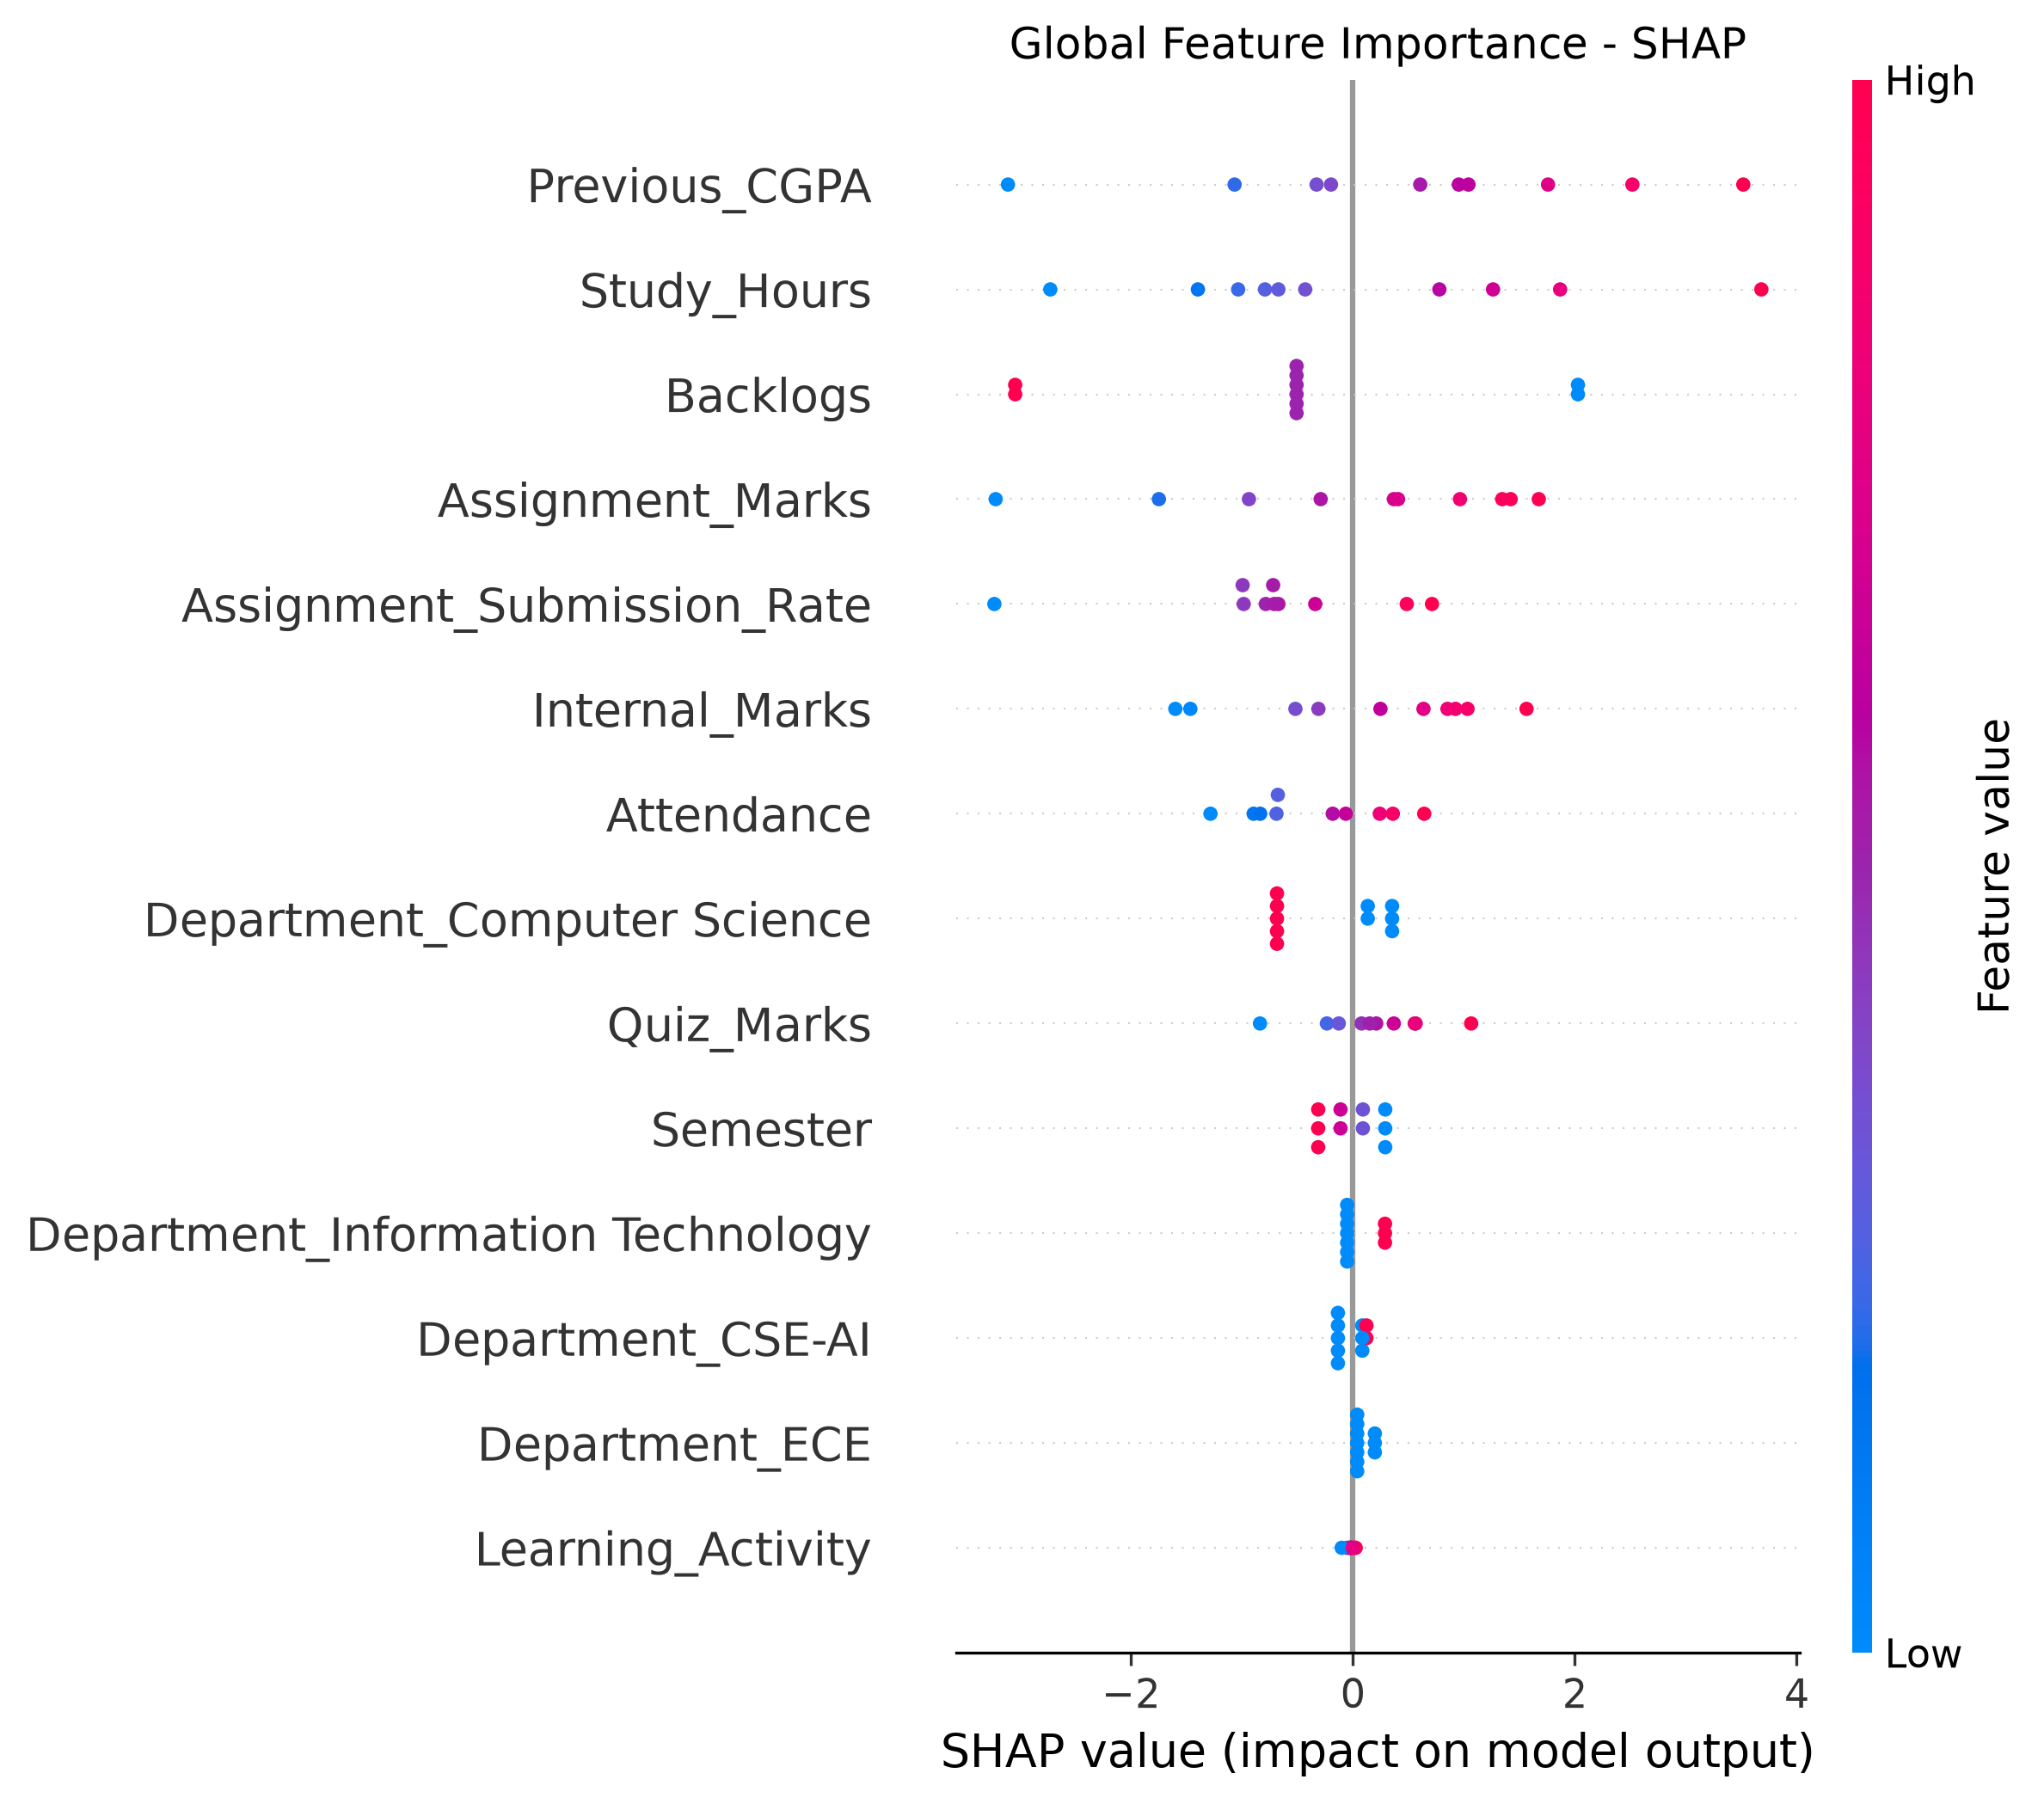 Global Feature Importance - SHAP
High
Previous_CGPA
Study_Hours
Backlogs
Assignment_Marks
Assignment_Submission_Rate
Internal_Marks
Attendance
Department_Computer Science
Quiz_Marks
Semester
Department_Information Technology
Department_CSE-AI
Department_ECE
Learning_Activity
Feature value
Low
−2 0 2 4
SHAP value (impact on model output)